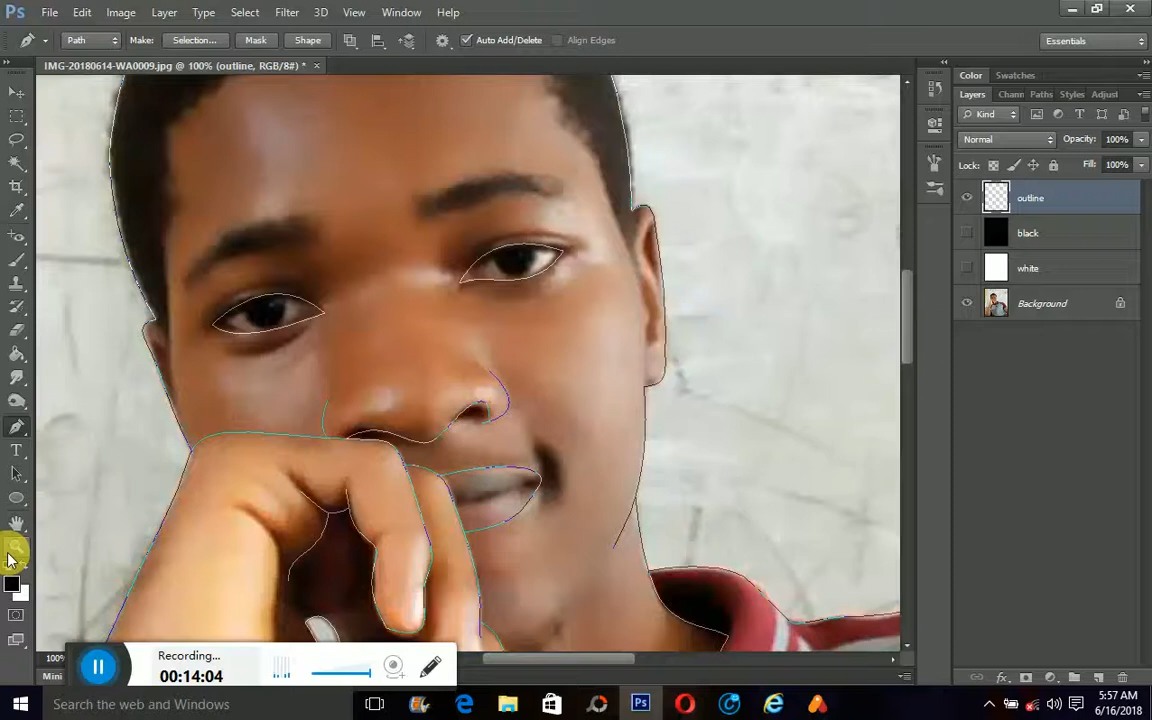 Ps File Edit Image Layer Type Select Filter 3D View Window Help
Path Make: Selection... Mask Shape Auto Add/Delete Align Edges Essentials
IMG-20180614-WA0009.jpg @ 100% (outline, RGB/8#) * ×
Color Swatches
Layers Chann Paths Styles Adjust
Kind
Normal Opacity: 100%
Lock: Fill: 100%
outline
black
white
Background
100%
Recording...
00:14:04
Mini
Search the web and Windows
Ps
5:57 AM
6/16/2018